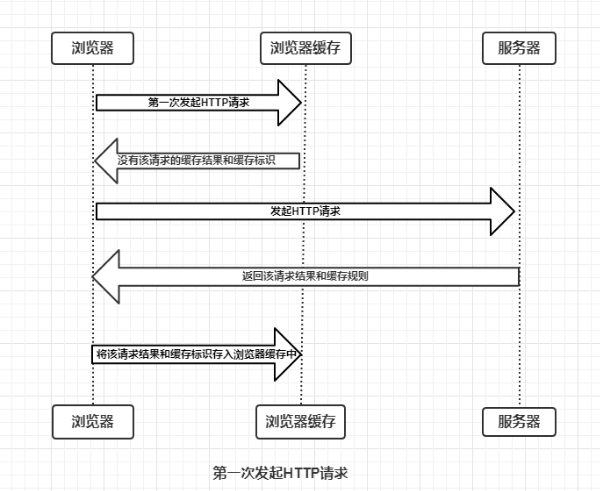 浏览器
浏览器缓存
服务器
第一次发起HTTP请求
没有该请求的缓存结果和缓存标识
发起HTTP请求
返回该请求结果和缓存规则
将该请求结果和缓存标识存入浏览器缓存中
浏览器
浏览器缓存
服务器
第一次发起HTTP请求